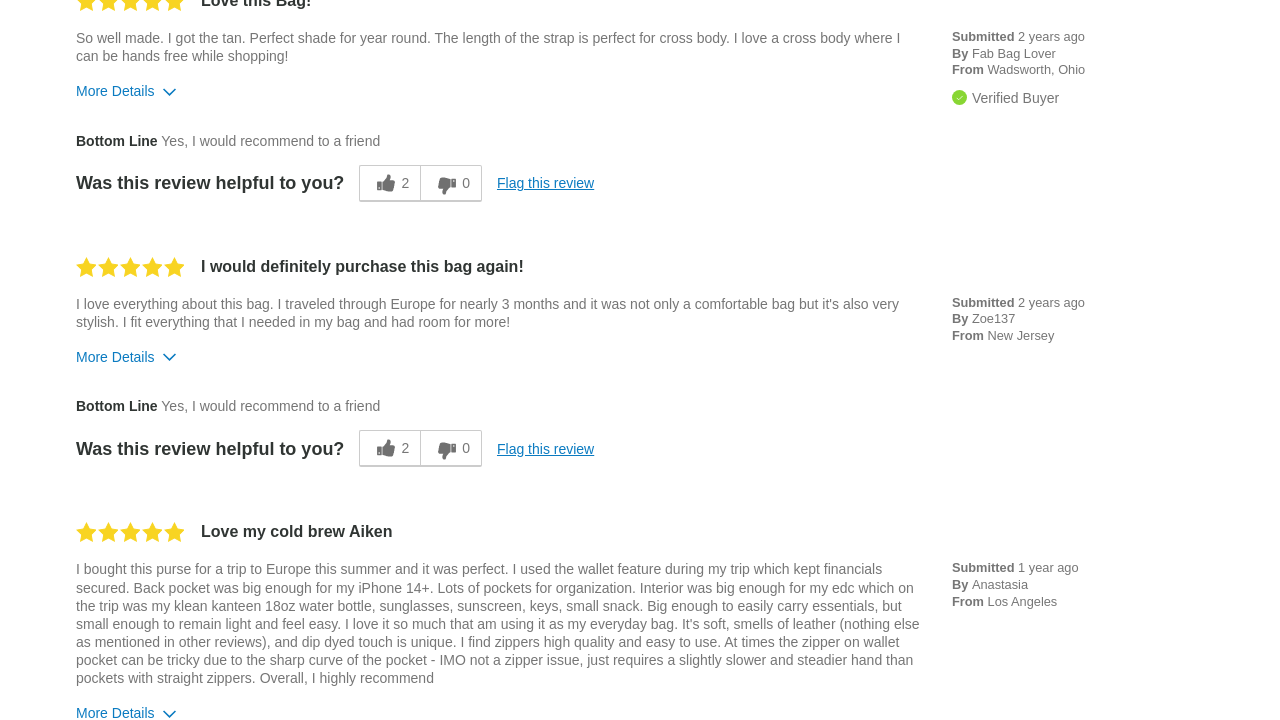 Love this Bag!
So well made. I got the tan. Perfect shade for year round. The length of the strap is perfect for cross body. I love a cross body where I
can be hands free while shopping!
Submitted 2 years ago
By Fab Bag Lover
From Wadsworth, Ohio
Verified Buyer
More Details
Bottom Line Yes, I would recommend to a friend
Was this review helpful to you? 2 0 Flag this review
I would definitely purchase this bag again!
I love everything about this bag. I traveled through Europe for nearly 3 months and it was not only a comfortable bag but it's also very
stylish. I fit everything that I needed in my bag and had room for more!
Submitted 2 years ago
By Zoe137
From New Jersey
More Details
Bottom Line Yes, I would recommend to a friend
Was this review helpful to you? 2 0 Flag this review
Love my cold brew Aiken
I bought this purse for a trip to Europe this summer and it was perfect. I used the wallet feature during my trip which kept financials
secured. Back pocket was big enough for my iPhone 14+. Lots of pockets for organization. Interior was big enough for my edc which on
the trip was my klean kanteen 18oz water bottle, sunglasses, sunscreen, keys, small snack. Big enough to easily carry essentials, but
small enough to remain light and feel easy. I love it so much that am using it as my everyday bag. It's soft, smells of leather (nothing else
as mentioned in other reviews), and dip dyed touch is unique. I find zippers high quality and easy to use. At times the zipper on wallet
pocket can be tricky due to the sharp curve of the pocket - IMO not a zipper issue, just requires a slightly slower and steadier hand than
pockets with straight zippers. Overall, I highly recommend
Submitted 1 year ago
By Anastasia
From Los Angeles
More Details